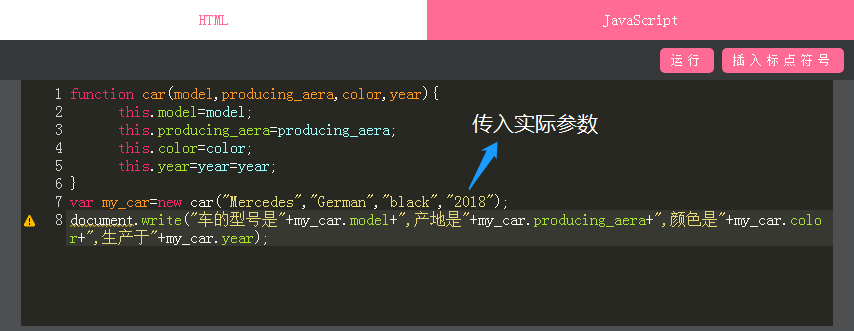 HTML
JavaScript
运行
插入标点符号
1 function car(model,producing_aera,color,year){
2 this.model=model;
3 this.producing_aera=producing_aera;
传入实际参数
4 this.color=color;
5 this.year=year=year;
6 }
7 var my_car=new car("Mercedes","German","black","2018");
8 document.write("车的型号是"+my_car.model+",产地是"+my_car.producing_aera+",颜色是"+my_car.colo
r+",生产于"+my_car.year);